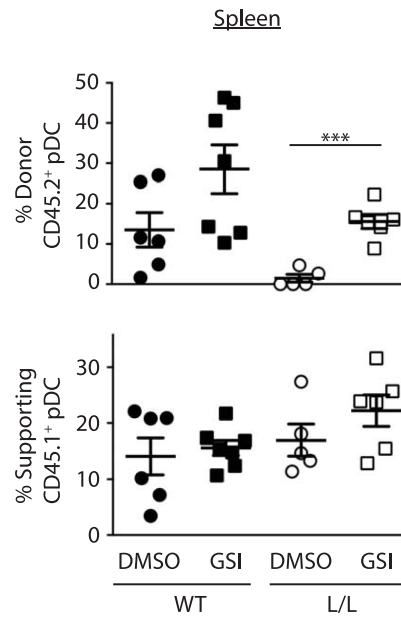 Spleen
% Donor
CD45.2⁺ pDC
50
40
30
20
10
0
***
% Supporting
CD45.1⁺ pDC
30
20
10
0
DMSO GSI DMSO GSI
WT L/L